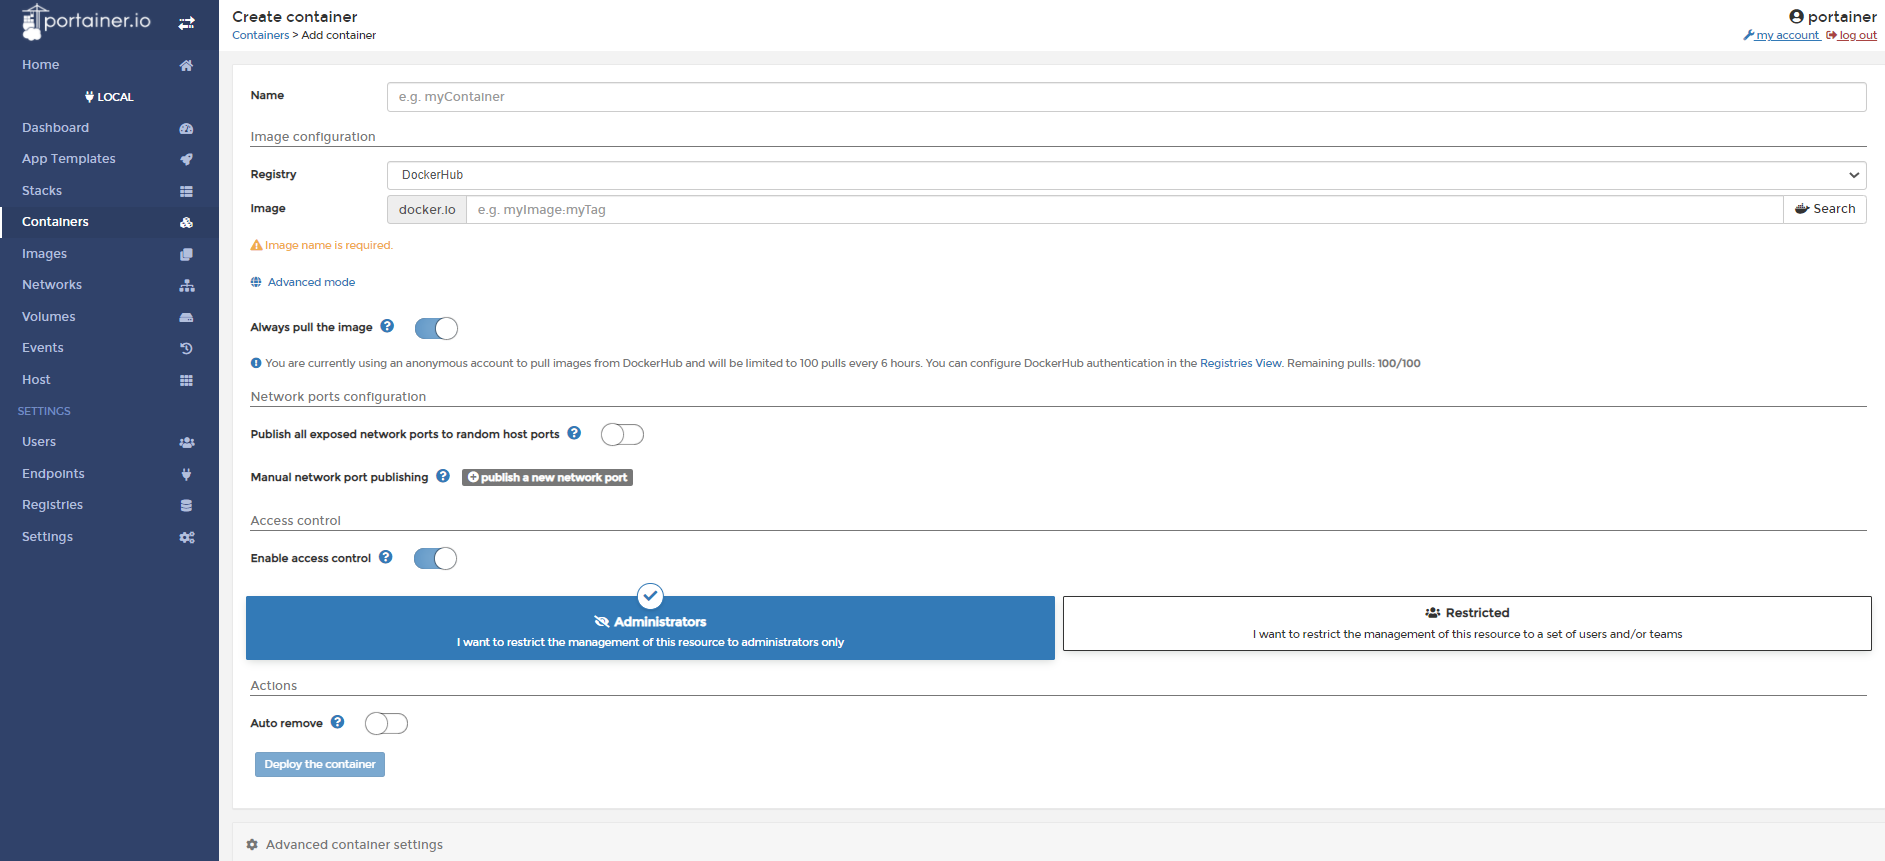 portainer.io
Home
LOCAL
Dashboard
App Templates
Stacks
Containers
Images
Networks
Volumes
Events
Host
SETTINGS
Users
Endpoints
Registries
Settings
Create container
Containers > Add container
portainer
my account log out
Name e.g. myContainer
Image configuration
Registry DockerHub
Image docker.io e.g. myImage:myTag Search
Image name is required.
Advanced mode
Always pull the image
You are currently using an anonymous account to pull images from DockerHub and will be limited to 100 pulls every 6 hours. You can configure DockerHub authentication in the Registries View. Remaining pulls: 100/100
Network ports configuration
Publish all exposed network ports to random host ports
Manual network port publishing publish a new network port
Access control
Enable access control
Administrators
I want to restrict the management of this resource to administrators only
Restricted
I want to restrict the management of this resource to a set of users and/or teams
Actions
Auto remove
Deploy the container
Advanced container settings